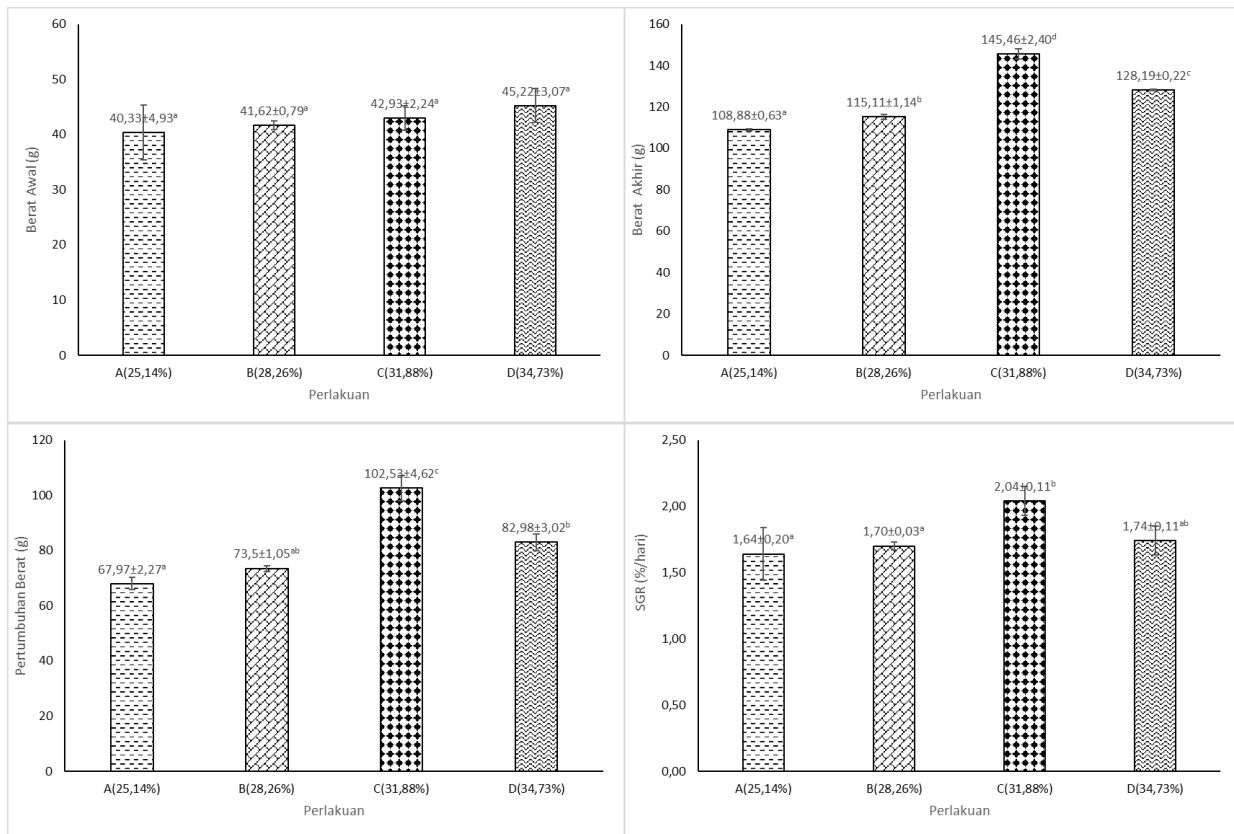 60
50
40
30
20
10
0
Berat Awal (g)
40,33±4,93ᵃ
41,62±0,79ᵃ
42,93±2,24ᵃ
45,22±3,07ᵃ
A(25,14%) B(28,26%) C(31,88%) D(34,73%)
Perlakuan
160
140
120
100
80
60
40
20
0
Berat Akhir (g)
108,88±0,63ᵃ
115,11±1,14ᵇ
145,46±2,40ᵈ
128,19±0,22ᶜ
A(25,14%) B(28,26%) C(31,88%) D(34,73%)
Perlakuan
120
100
80
60
40
20
0
Pertumbuhan Berat (g)
67,97±2,27ᵃ
73,5±1,05ᵃᵇ
102,53±4,62ᶜ
82,98±3,02ᵇ
A(25,14%) B(28,26%) C(31,88%) D(34,73%)
Perlakuan
2,50
2,00
1,50
1,00
0,50
0,00
SGR (%/hari)
1,64±0,20ᵃ
1,70±0,03ᵃ
2,04±0,11ᵇ
1,74±0,11ᵃᵇ
A(25,14%) B(28,26%) C(31,88%) D(34,73%)
Perlakuan